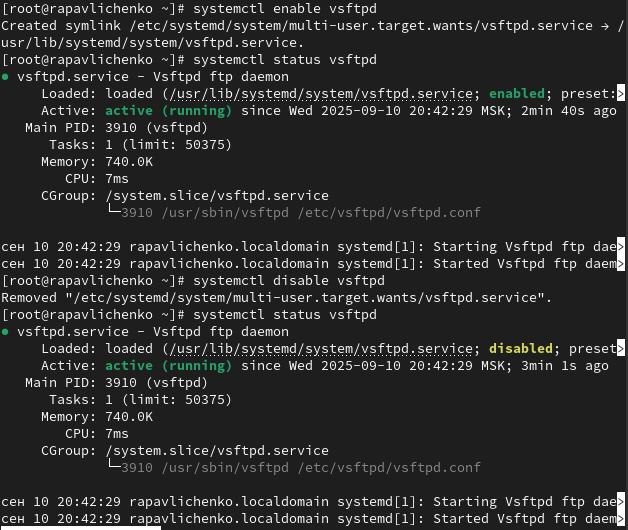 [root@rapavlichenko ~]# systemctl enable vsftpd
Created symlink /etc/systemd/system/multi-user.target.wants/vsftpd.service → /
usr/lib/systemd/system/vsftpd.service.
[root@rapavlichenko ~]# systemctl status vsftpd
● vsftpd.service - Vsftpd ftp daemon
     Loaded: loaded (/usr/lib/systemd/system/vsftpd.service; enabled; preset:>
     Active: active (running) since Wed 2025-09-10 20:42:29 MSK; 2min 40s ago
   Main PID: 3910 (vsftpd)
      Tasks: 1 (limit: 50375)
     Memory: 740.0K
        CPU: 7ms
     CGroup: /system.slice/vsftpd.service
             └─3910 /usr/sbin/vsftpd /etc/vsftpd/vsftpd.conf

сен 10 20:42:29 rapavlichenko.localdomain systemd[1]: Starting Vsftpd ftp dae>
сен 10 20:42:29 rapavlichenko.localdomain systemd[1]: Started Vsftpd ftp daem>
[root@rapavlichenko ~]# systemctl disable vsftpd
Removed "/etc/systemd/system/multi-user.target.wants/vsftpd.service".
[root@rapavlichenko ~]# systemctl status vsftpd
● vsftpd.service - Vsftpd ftp daemon
     Loaded: loaded (/usr/lib/systemd/system/vsftpd.service; disabled; preset>
     Active: active (running) since Wed 2025-09-10 20:42:29 MSK; 3min 1s ago
   Main PID: 3910 (vsftpd)
      Tasks: 1 (limit: 50375)
     Memory: 740.0K
        CPU: 7ms
     CGroup: /system.slice/vsftpd.service
             └─3910 /usr/sbin/vsftpd /etc/vsftpd/vsftpd.conf

сен 10 20:42:29 rapavlichenko.localdomain systemd[1]: Starting Vsftpd ftp dae>
сен 10 20:42:29 rapavlichenko.localdomain systemd[1]: Started Vsftpd ftp daem>